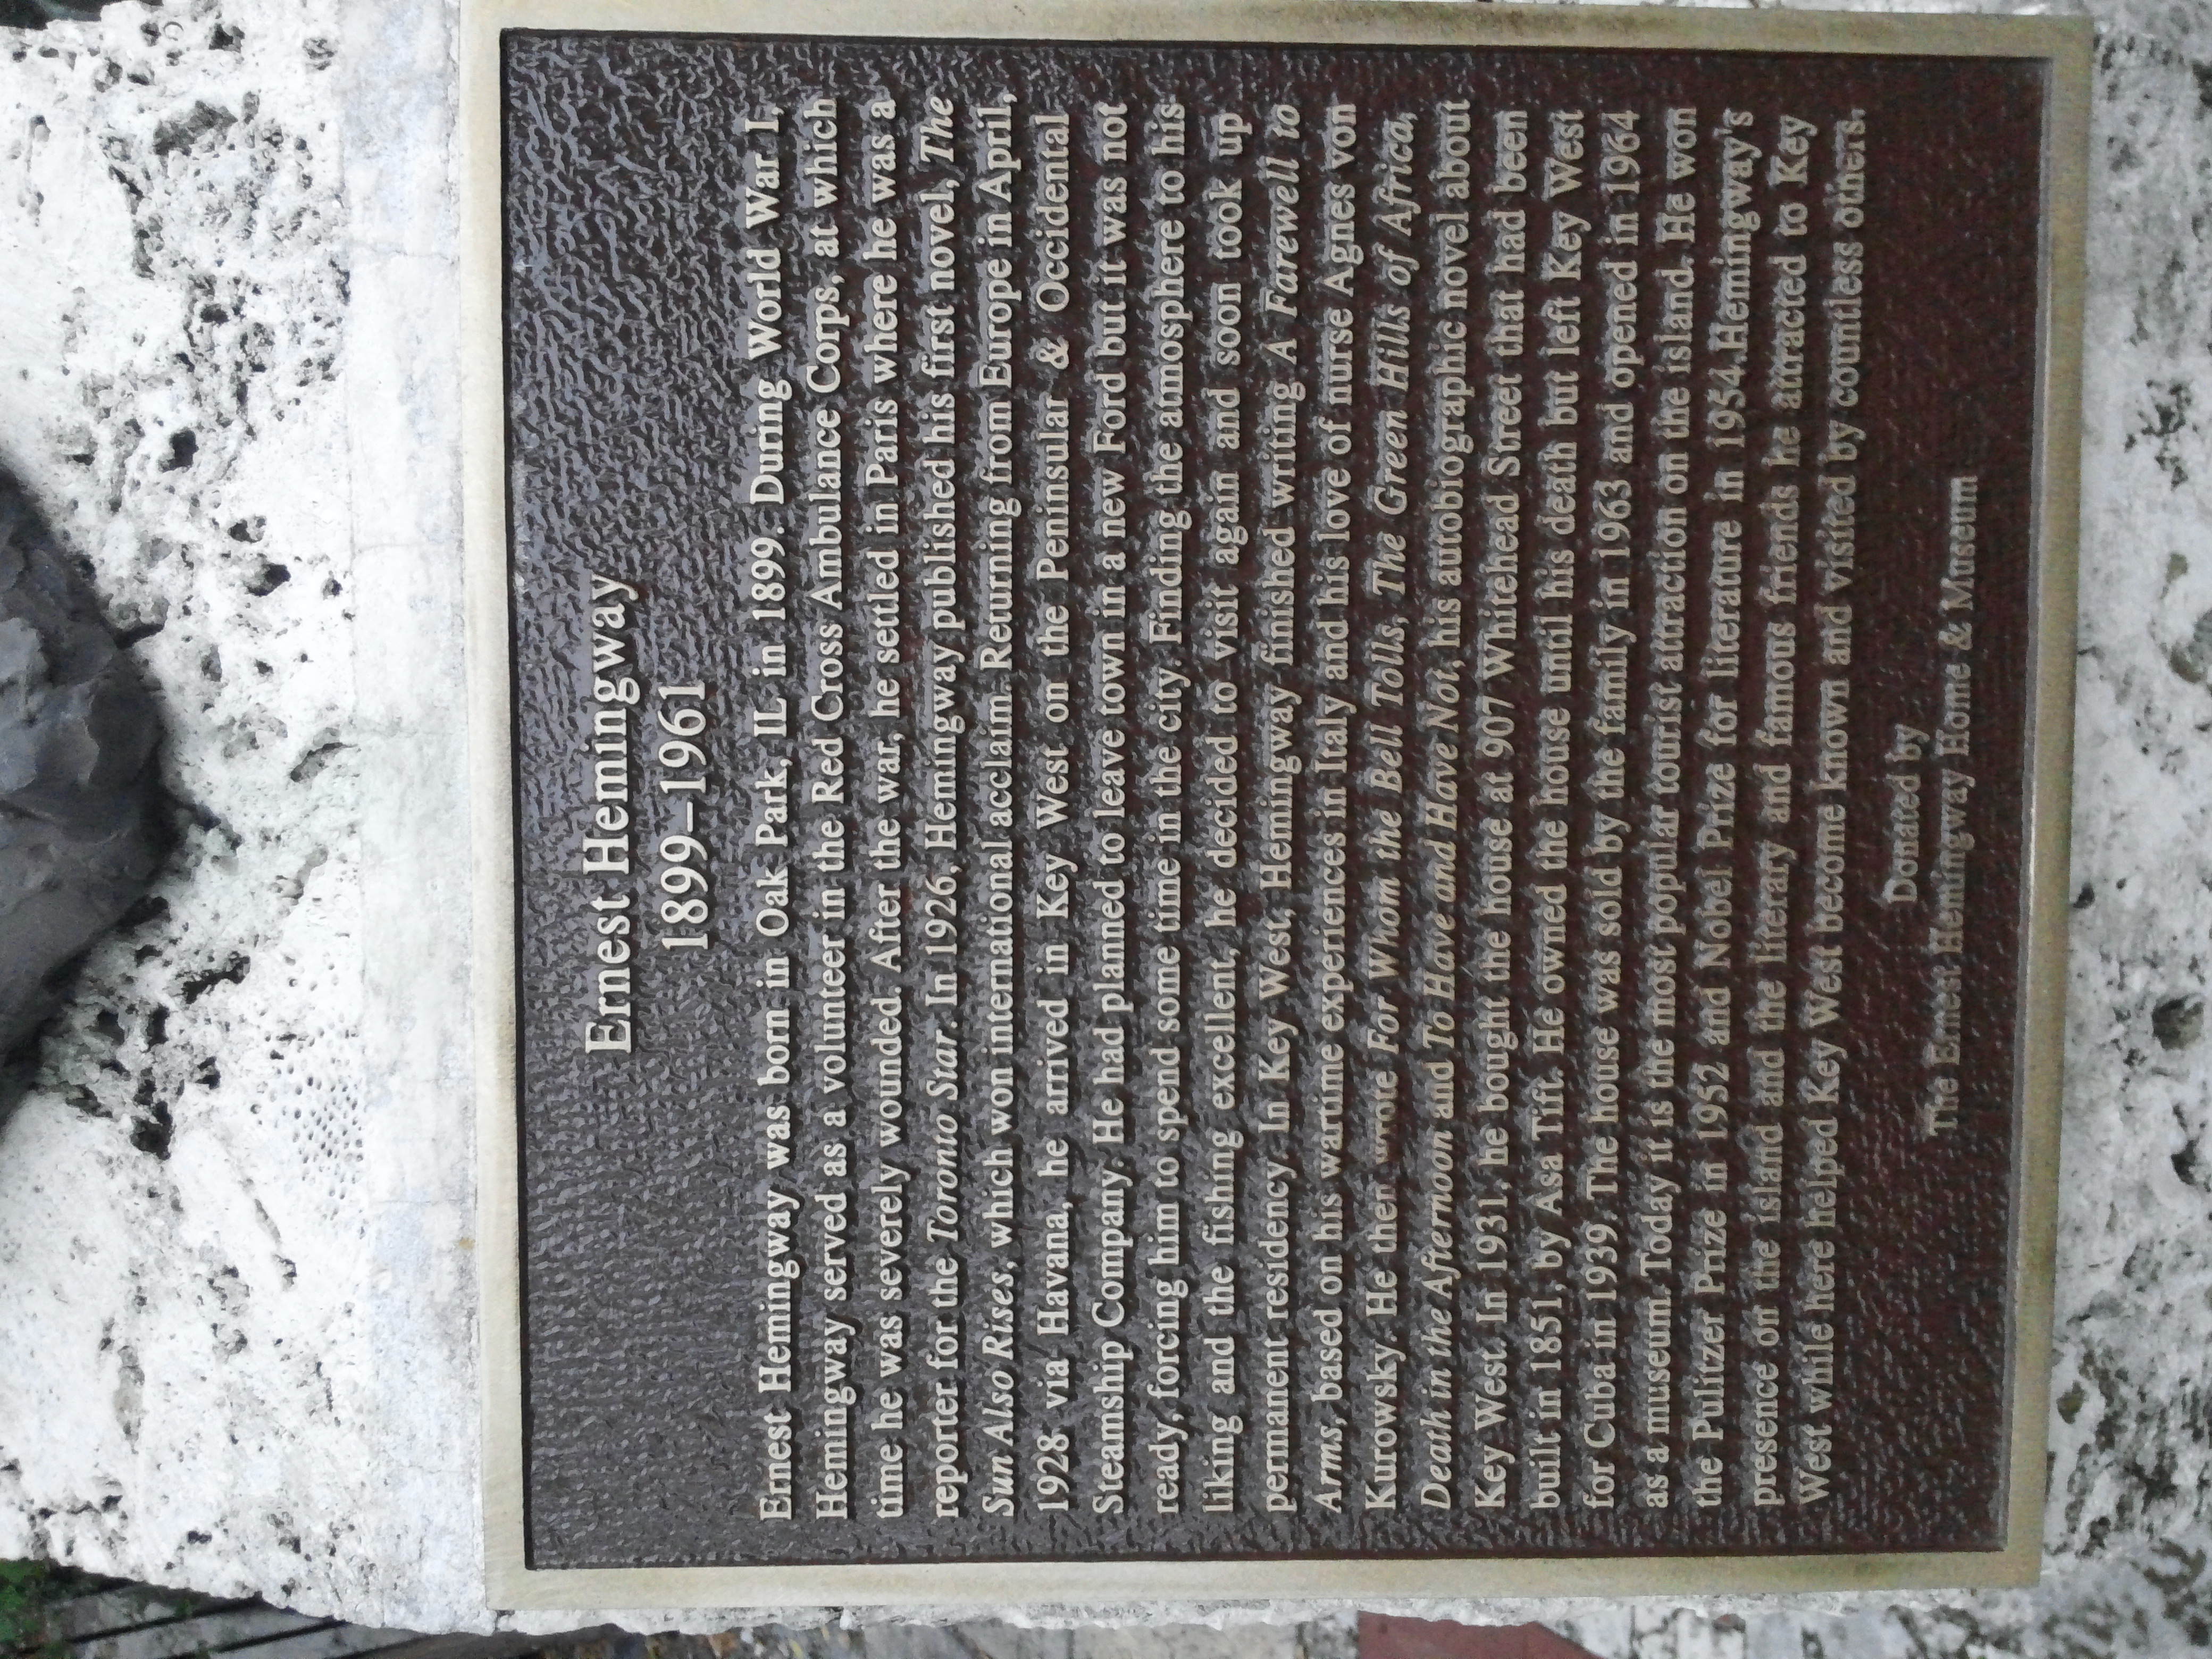 Ernest Hemingway
1899–1961
Ernest Hemingway was born in Oak Park, IL in 1899. During World War I,
Hemingway served as a volunteer in the Red Cross Ambulance Corps, at which
time he was severely wounded. After the war, he settled in Paris where he was a
reporter for the Toronto Star. In 1926, Hemingway published his first novel, The
Sun Also Rises, which won international acclaim. Returning from Europe in April,
1928 via Havana, he arrived in Key West on the Peninsular & Occidental
Steamship Company. He had planned to leave town in a new Ford but it was not
ready, forcing him to spend some time in the city. Finding the atmosphere to his
liking and the fishing excellent, he decided to visit again and soon took up
permanent residency. In Key West, Hemingway finished writing A Farewell to
Arms, based on his wartime experiences in Italy and his love of nurse Agnes von
Kurowsky. He then wrote For Whom the Bell Tolls, The Green Hills of Africa,
Death in the Afternoon and To Have and Have Not, his autobiographic novel about
Key West. In 1931, he bought the house at 907 Whitehead Street that had been
built in 1851, by Asa Tift. He owned the house until his death but left Key West
for Cuba in 1939. The house was sold by the family in 1963 and opened in 1964
as a museum. Today it is the most popular tourist attraction on the island. He won
the Pulitzer Prize in 1952 and Nobel Prize for literature in 1954. Hemingway's
presence on the island and the literary and famous friends he attracted to Key
West while here helped Key West become known and visited by countless others.
Donated by
The Ernest Hemingway Home & Museum